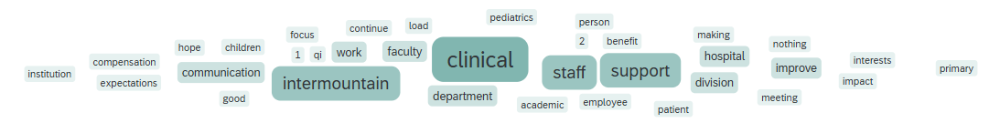 pediatrics
person
continue
load
focus
making
2
benefit
nothing
hope
children
1
qi
work
faculty
clinical
hospital
interests
compensation
communication
staff
support
improve
primary
institution
expectations
intermountain
division
impact
good
department
academic
employee
patient
meeting